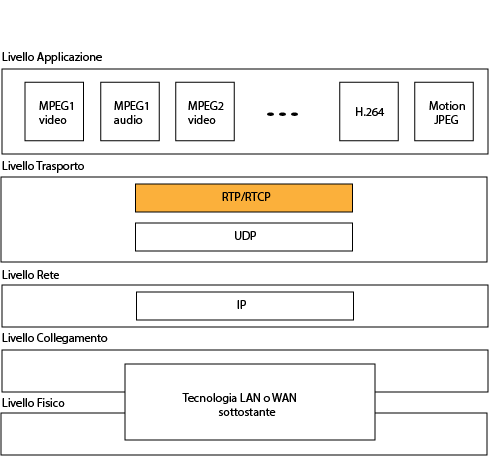 Livello Applicazione
MPEG1
video
MPEG1
audio
MPEG2
video
...
H.264
Motion
JPEG
Livello Trasporto
RTP/RTCP
UDP
Livello Rete
IP
Livello Collegamento
Tecnologia LAN o WAN
sottostante
Livello Fisico